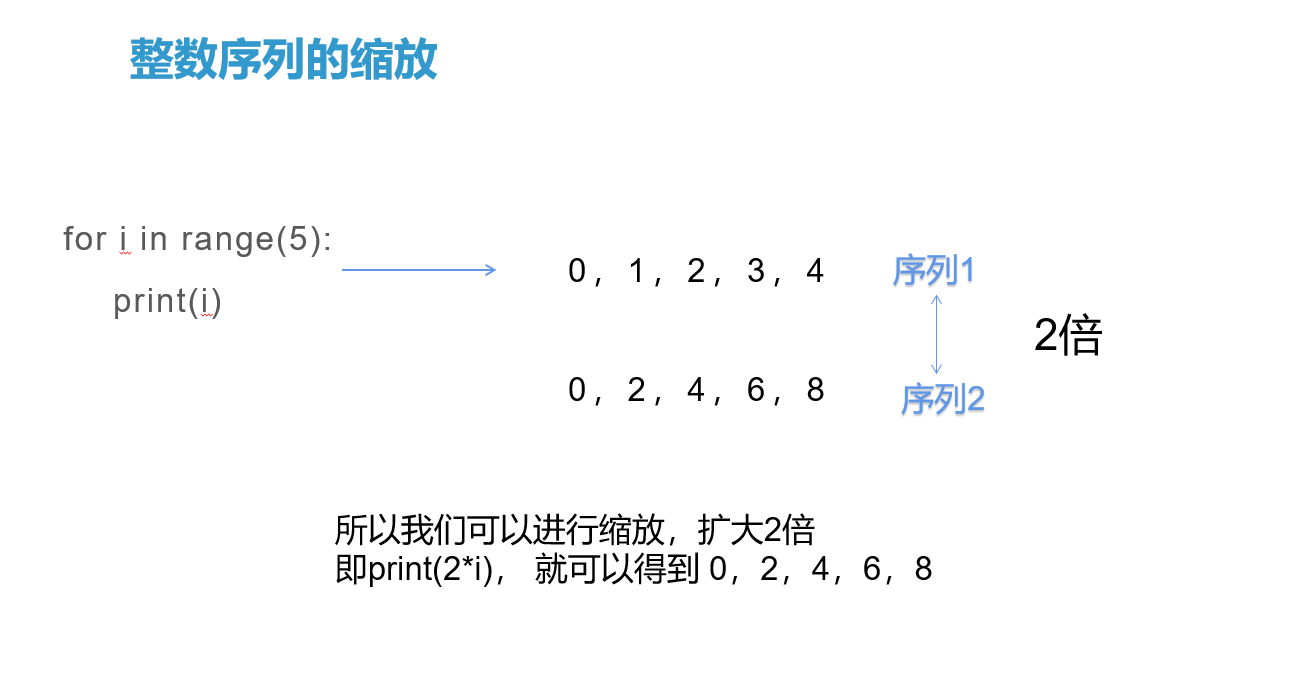 整数序列的缩放
for i in range(5):
print(i)
0，1，2，3，4
序列1
2倍
0，2，4，6，8
序列2
所以我们可以进行缩放，扩大2倍
即print(2*i)， 就可以得到 0，2，4，6，8